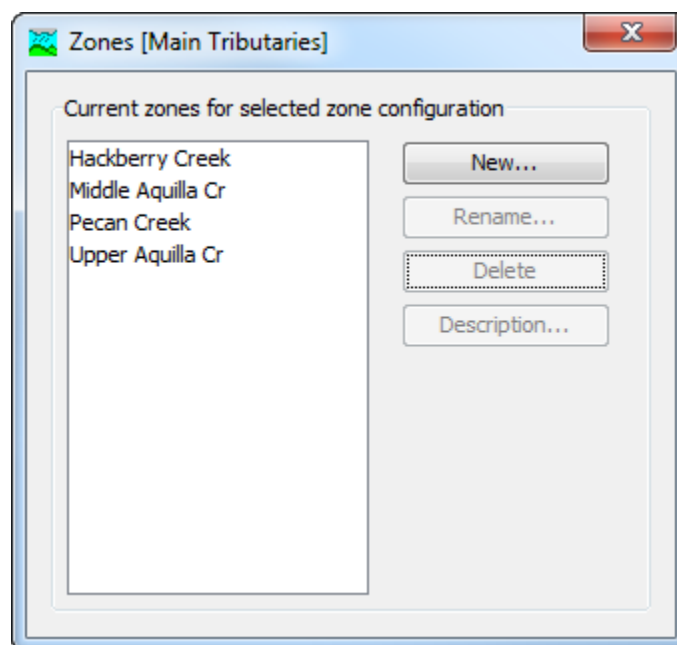 Zones [Main Tributaries]
Current zones for selected zone configuration
Hackberry Creek
Middle Aquilla Cr
Pecan Creek
Upper Aquilla Cr
New...
Rename...
Delete
Description...